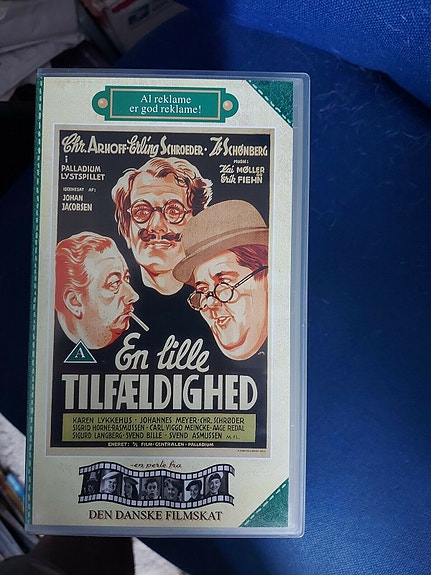 Al reklame
er god reklame!
Chr. ARHOFF · Erling SCHROEDER · Ib SCHØNBERG
i
PALLADIUM
LYSTSPILLET
MUSIK:
Kai MØLLER
Erik FIEHN
ISCENESAT AF:
JOHAN
JACOBSEN
A
En lille
TILFÆLDIGHED
KAREN LYKKEHUS · JOHANNES MEYER · CHR. SCHRØDER
SIGRID HORNE-RASMUSSEN · CARL VIGGO MEINCKE · AAGE REDAL
SIGURD LANGBERG · SVEND BILLE · SVEND ASMUSSEN M. FL.
ENERET: A/S FILM-CENTRALEN-PALLADIUM
-en perle fra
DEN DANSKE FILMSKAT